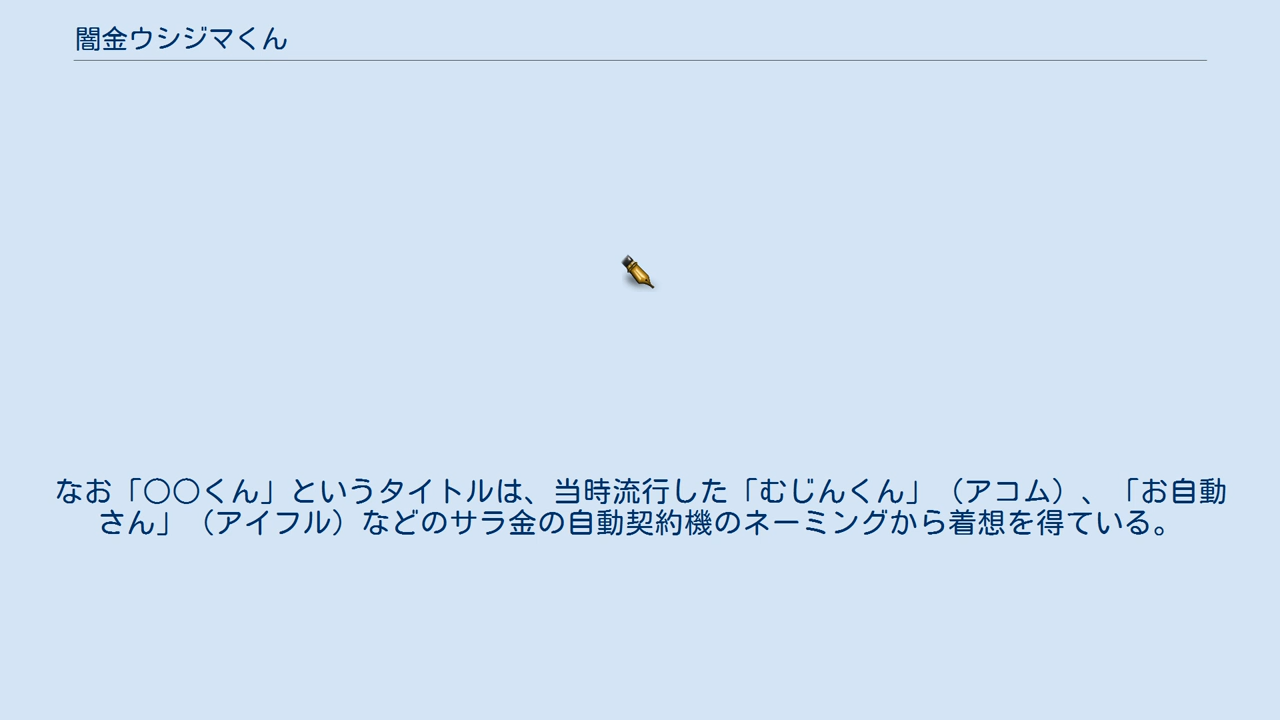 闇金ウシジマくん
なお「〇〇くん」というタイトルは、当時流行した「むじんくん」（アコム）、「お自動
さん」（アイフル）などのサラ金の自動契約機のネーミングから着想を得ている。